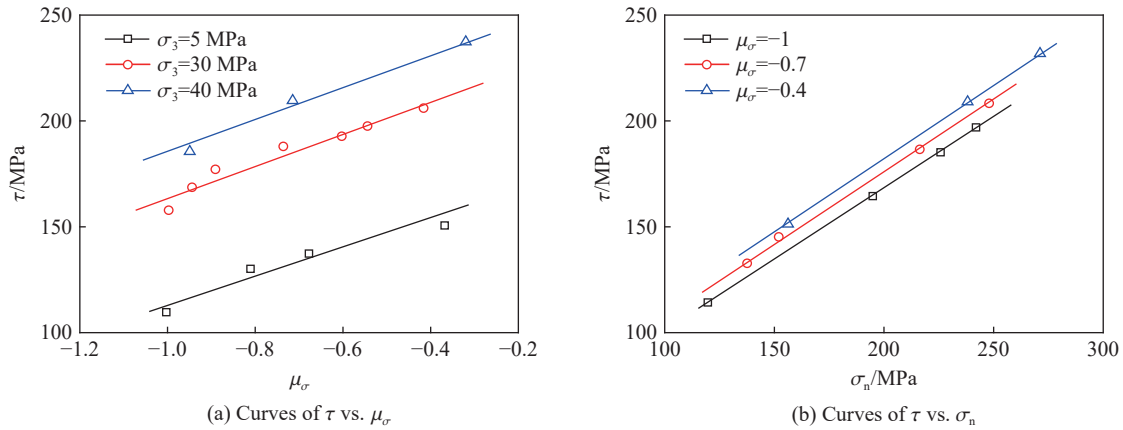 250
200
150
100
τ/MPa
σ₃=5 MPa
σ₃=30 MPa
σ₃=40 MPa
−1.2 −1.0 −0.8 −0.6 −0.4 −0.2
μσ
(a) Curves of τ vs. μσ
250
200
150
100
τ/MPa
μσ=−1
μσ=−0.7
μσ=−0.4
100 150 200 250 300
σn/MPa
(b) Curves of τ vs. σn